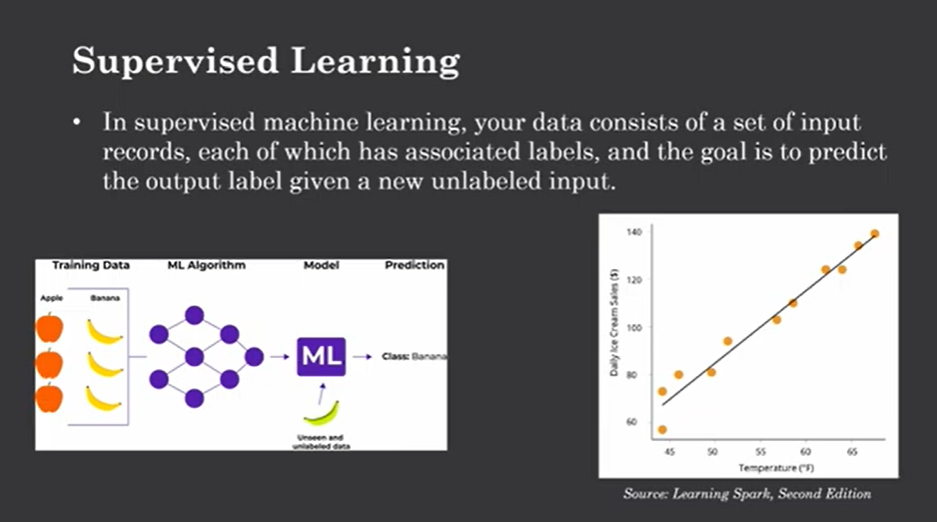 Supervised Learning
• In supervised machine learning, your data consists of a set of input
records, each of which has associated labels, and the goal is to predict
the output label given a new unlabeled input.
Training Data ML Algorithm Model Prediction
Apple Banana
ML
Class: Banana
Unseen and
unlabeled data
Daily Ice Cream Sales ($)
140
120
100
80
60
45 50 55 60 65
Temperature (°F)
Source: Learning Spark, Second Edition